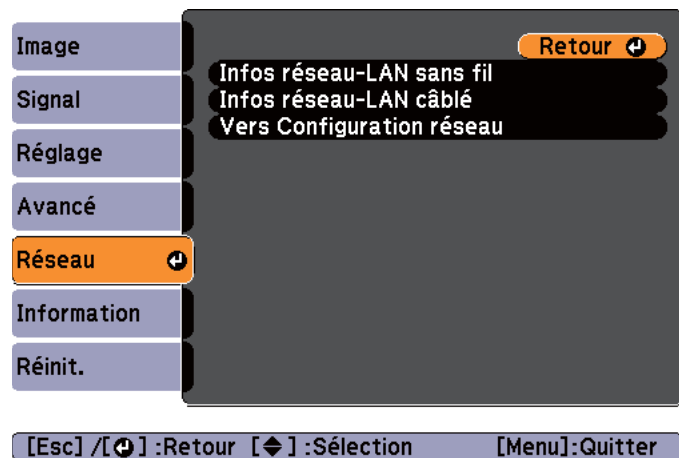 Image
Signal
Réglage
Avancé
Réseau
Information
Réinit.
Retour
Infos réseau-LAN sans fil
Infos réseau-LAN câblé
Vers Configuration réseau
[Esc] /[⏎] :Retour [◆] :Sélection [Menu]:Quitter